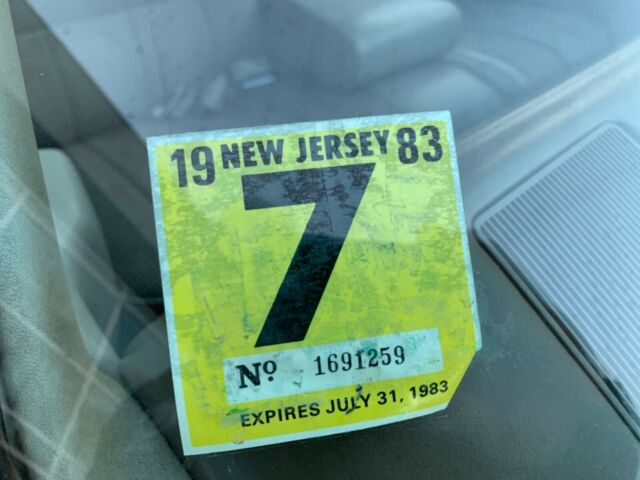 19 NEW JERSEY 83
7
Nº 1691259
EXPIRES JULY 31, 1983